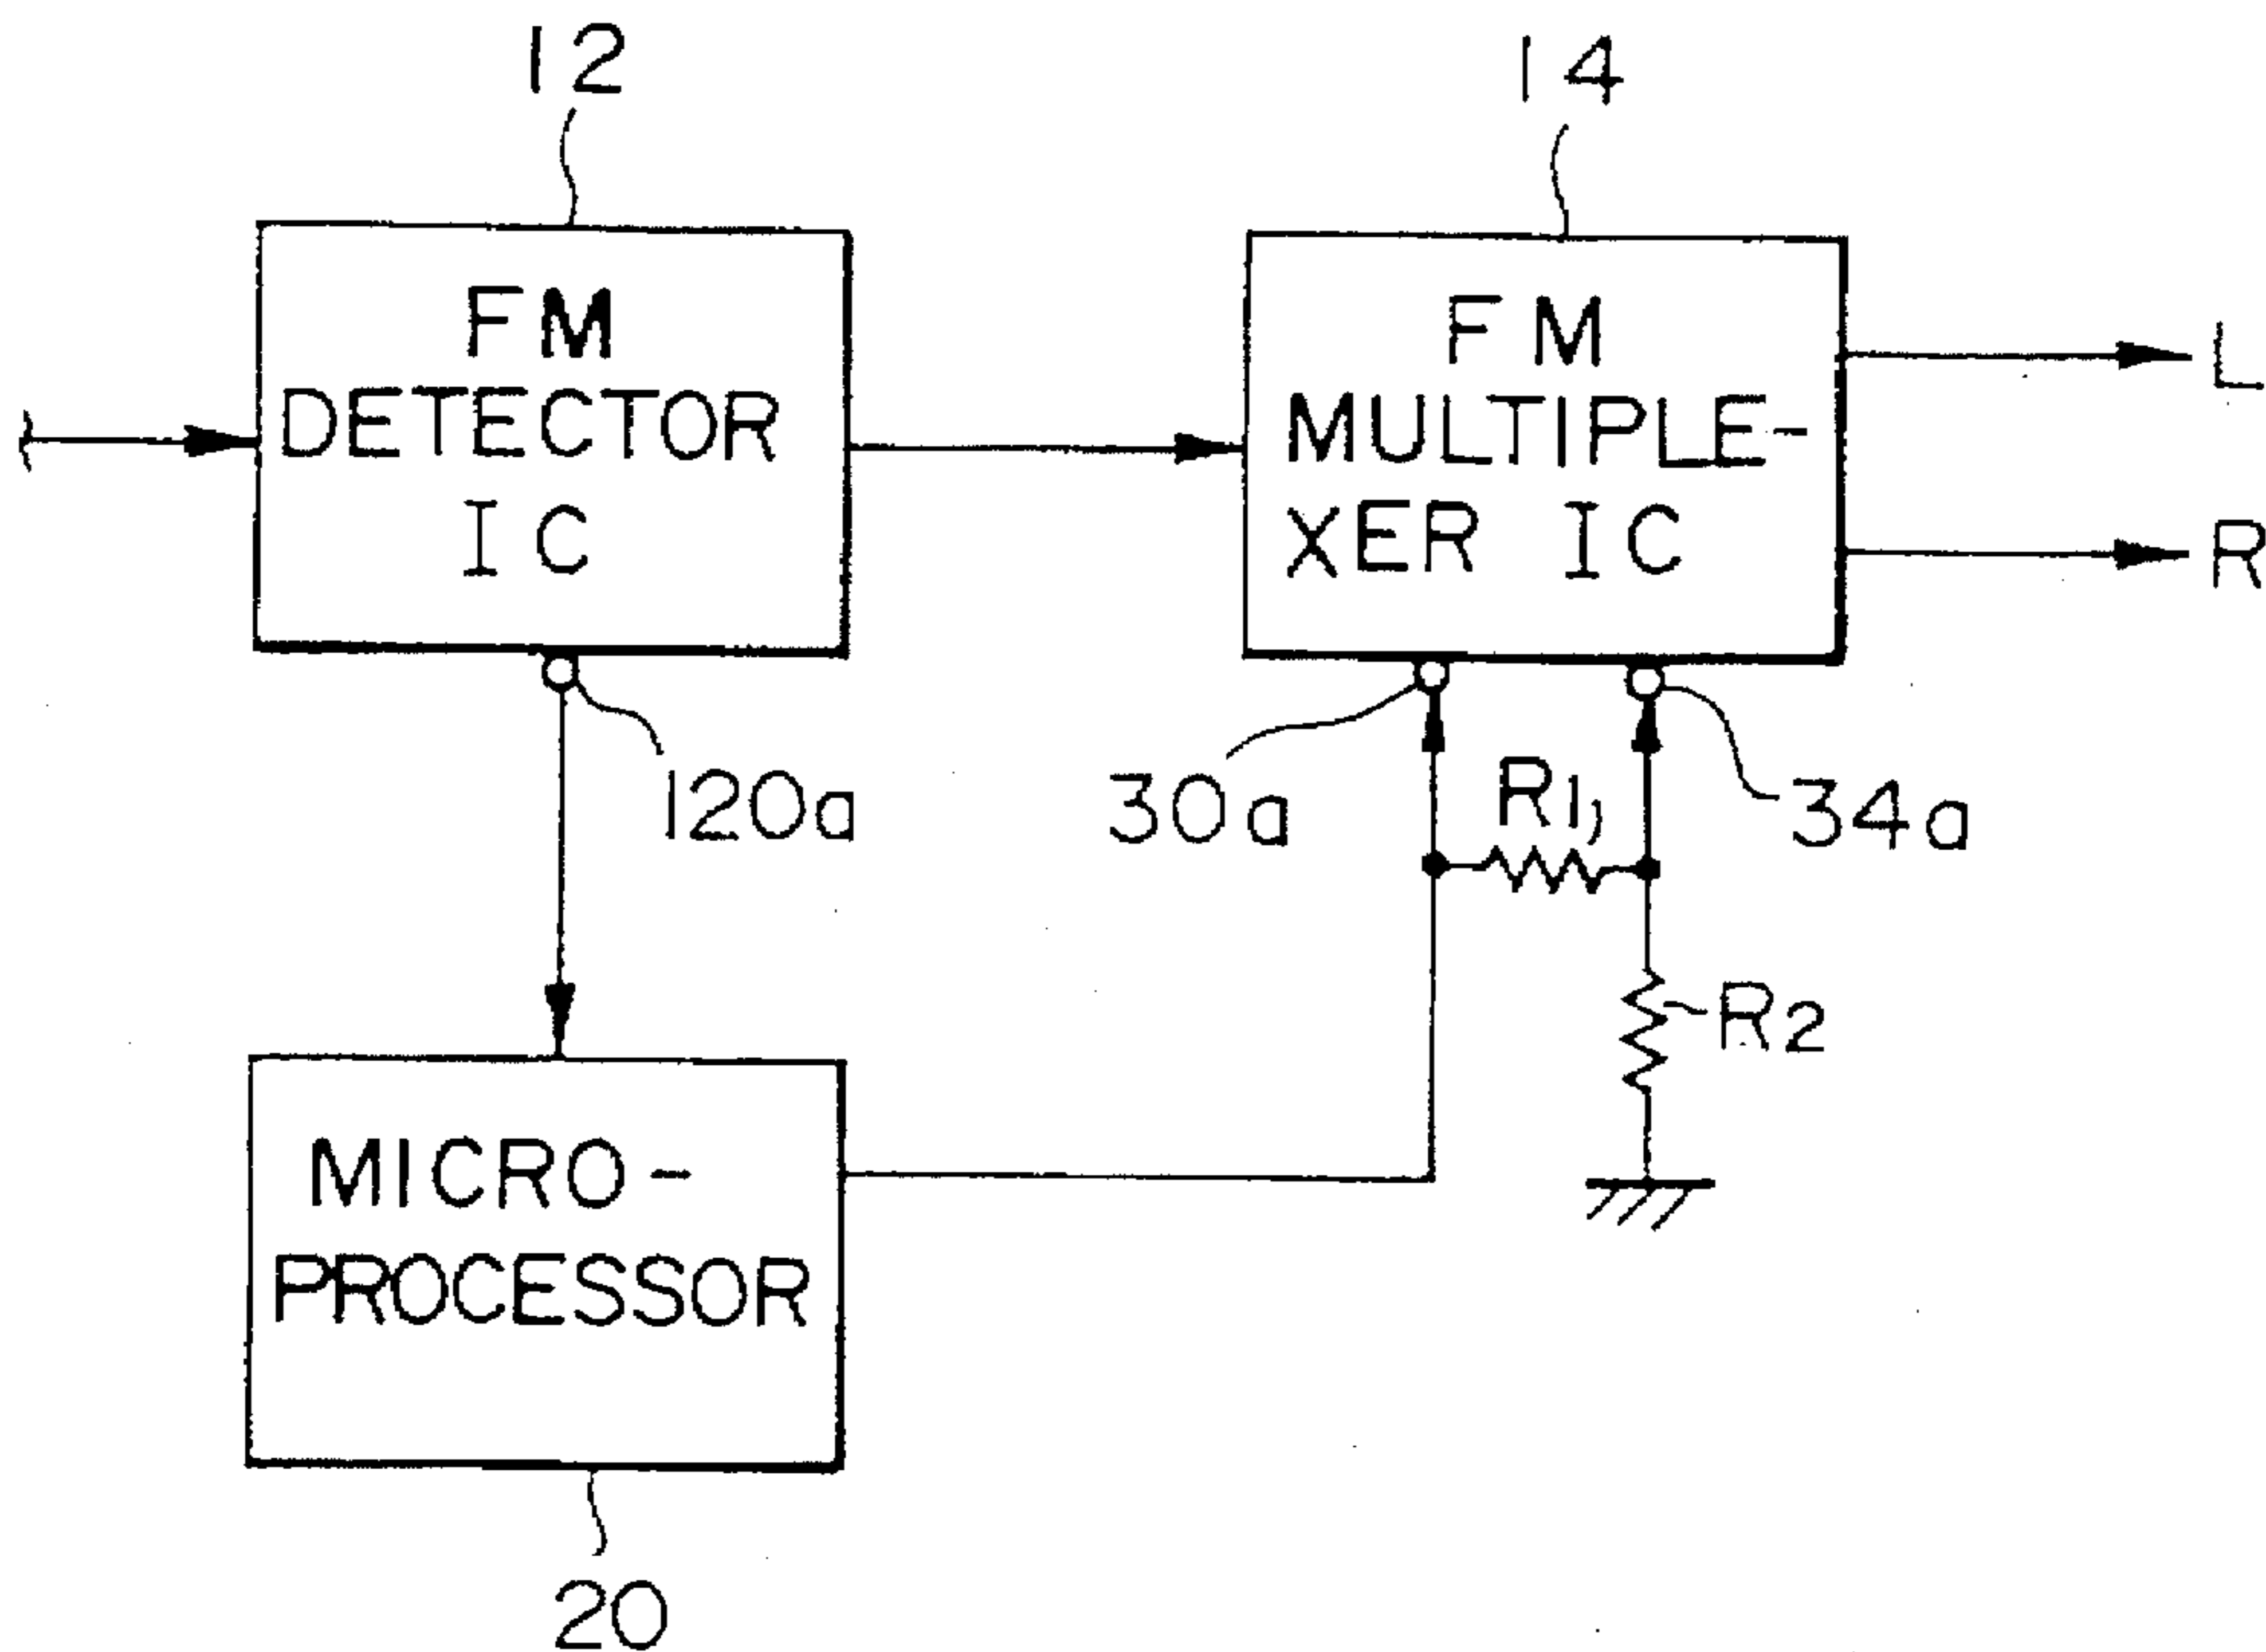 12
14
FM
DETECTOR
IC
FM
MULTIPLE-
XER IC
L
R
120a
30a
R1
34a
R2
MICRO-
PROCESSOR
20